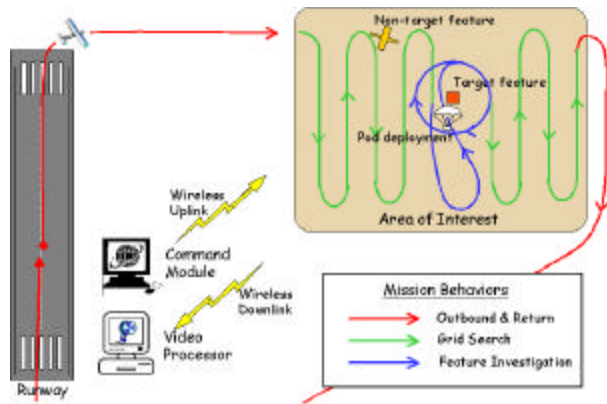 Non-target feature
Target feature
Pod deployment
Area of Interest
Wireless
Uplink
Command
Module
Wireless
Downlink
Video
Processor
Runway
Mission Behaviors
Outbound & Return
Grid Search
Feature Investigation